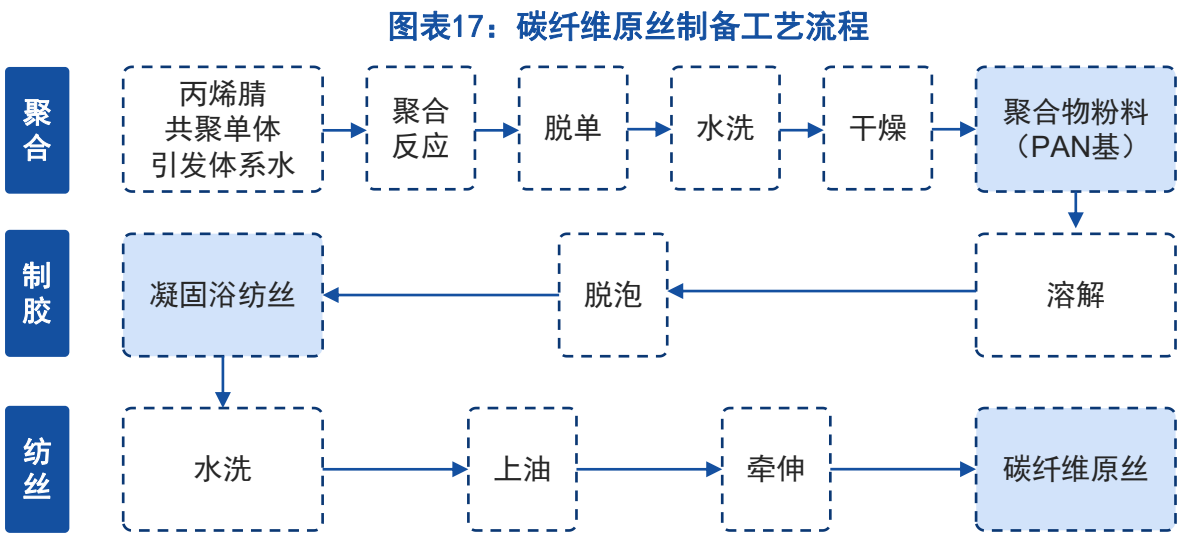 图表17：碳纤维原丝制备工艺流程
聚合
丙烯腈
共聚单体
引发体系水
聚合
反应
脱单
水洗
干燥
聚合物粉料
（PAN基）
制胶
凝固浴纺丝
脱泡
溶解
纺丝
水洗
上油
牵伸
碳纤维原丝